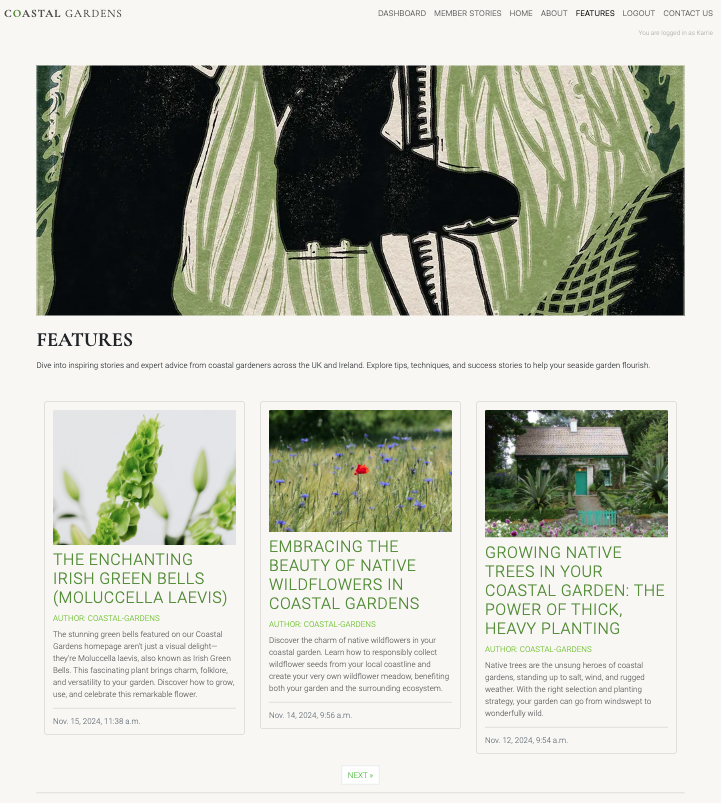 COASTAL GARDENS
DASHBOARD MEMBER STORIES HOME ABOUT FEATURES LOGOUT CONTACT US
You are logged in as Kame
FEATURES
Dive into inspiring stories and expert advice from coastal gardeners across the UK and Ireland. Explore tips, techniques, and success stories to help your seaside garden flourish.
THE ENCHANTING
IRISH GREEN BELLS
(MOLUCCELLA LAEVIS)
AUTHOR: COASTAL-GARDENS
The stunning green bells featured on our Coastal
Gardens homepage aren't just a visual delight—
they're Moluccella laevis, also known as Irish Green
Bells. This fascinating plant brings charm, folklore,
and versatility to your garden. Discover how to grow,
use, and celebrate this remarkable flower.
Nov. 15, 2024, 11:38 a.m.
EMBRACING THE
BEAUTY OF NATIVE
WILDFLOWERS IN
COASTAL GARDENS
AUTHOR: COASTAL-GARDENS
Discover the charm of native wildflowers in your
coastal garden. Learn how to responsibly collect
wildflower seeds from your local coastline and
create your very own wildflower meadow, benefiting
both your garden and the surrounding ecosystem.
Nov. 14, 2024, 9:56 a.m.
GROWING NATIVE
TREES IN YOUR
COASTAL GARDEN: THE
POWER OF THICK,
HEAVY PLANTING
AUTHOR: COASTAL-GARDENS
Native trees are the unsung heroes of coastal
gardens, standing up to salt, wind, and rugged
weather. With the right selection and planting
strategy, your garden can go from windswept to
wonderfully wild.
Nov. 12, 2024, 9:54 a.m.
NEXT »